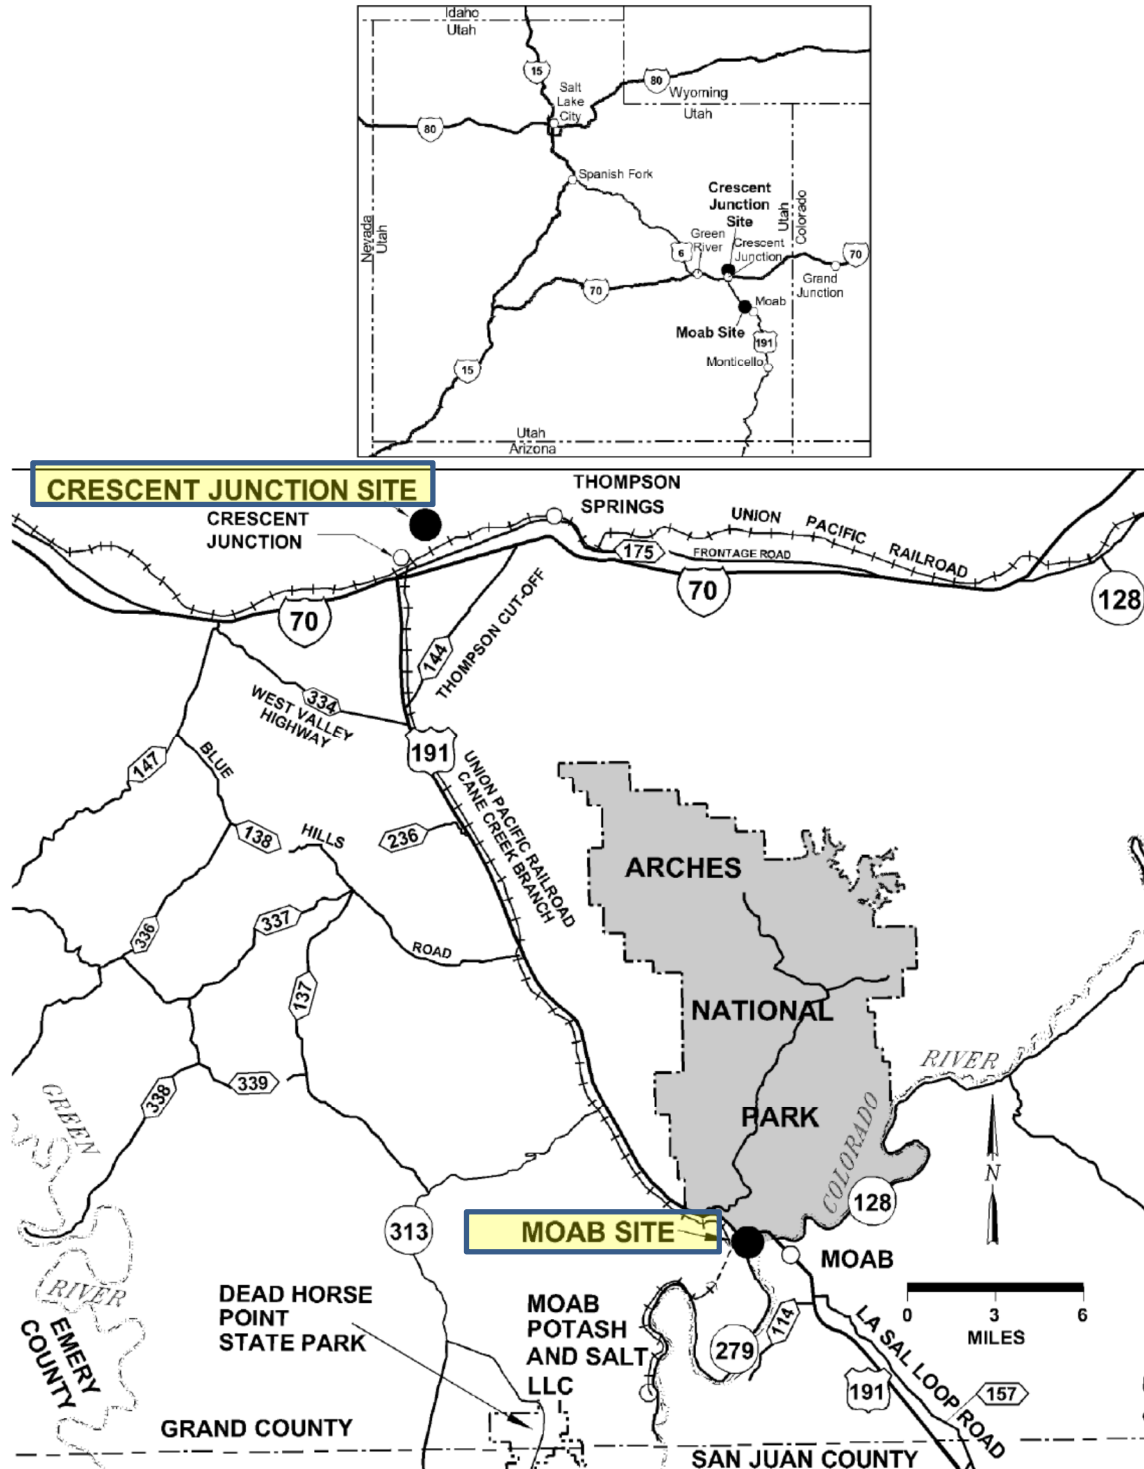 Idaho
Utah
15
80
Salt
Lake
City
Wyoming
Utah
80
Spanish Fork
Crescent
Junction
Site
Nevada
Utah
Utah
Colorado
Green
River
6
Crescent
Junction
70
Grand
Junction
70
Moab
Moab Site
191
Monticello
15
Utah
Arizona
CRESCENT JUNCTION SITE
CRESCENT
JUNCTION
THOMPSON
SPRINGS
UNION PACIFIC RAILROAD
175
FRONTAGE ROAD
70
70
128
144
THOMPSON CUT-OFF
334
WEST VALLEY
HIGHWAY
191
UNION PACIFIC RAILROAD
CANE CREEK BRANCH
147
BLUE
138
HILLS
236
ROAD
336
337
137
ARCHES
NATIONAL
PARK
338
339
GREEN
RIVER
RIVER
COLORADO
N
128
313
MOAB SITE
MOAB
DEAD HORSE
POINT
STATE PARK
MOAB
POTASH
AND SALT
LLC
279
114
0 3 6
MILES
LA SAL LOOP ROAD
191
157
EMERY
COUNTY
GRAND COUNTY
SAN JUAN COUNTY